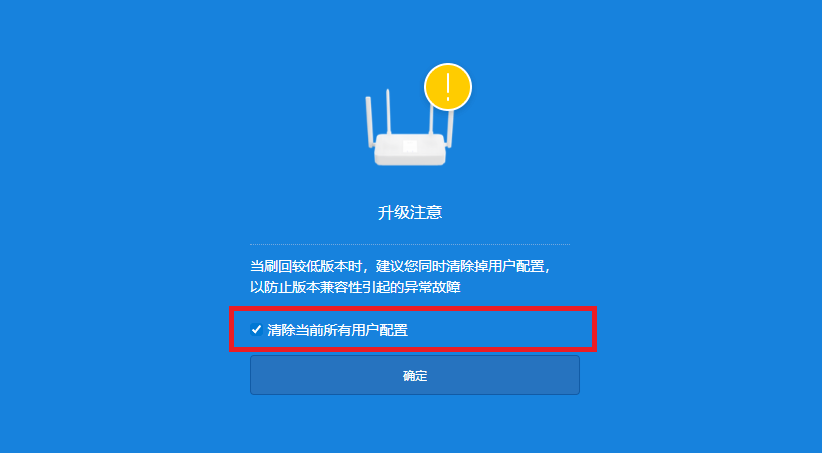 升级注意
当刷回较低版本时，建议您同时清除掉用户配置，
以防止版本兼容性引起的异常故障
清除当前所有用户配置
确定